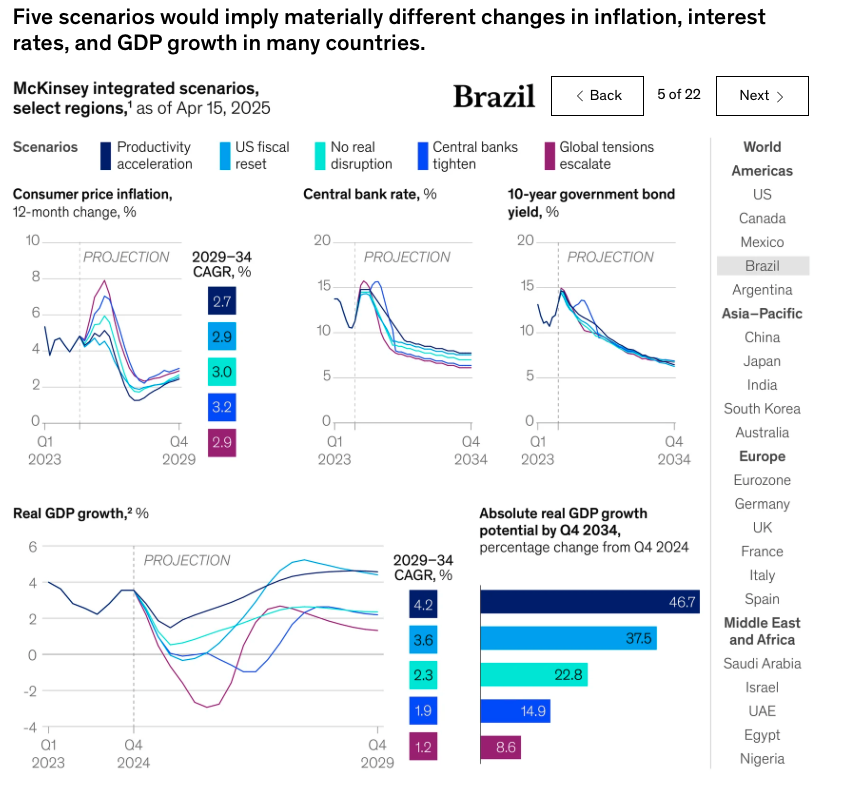 Five scenarios would imply materially different changes in inflation, interest
rates, and GDP growth in many countries.
McKinsey integrated scenarios,
select regions,¹ as of Apr 15, 2025
Brazil
< Back
5 of 22
Next >
Scenarios
Productivity
acceleration
US fiscal
reset
No real
disruption
Central banks
tighten
Global tensions
escalate
Consumer price inflation,
12-month change, %
10
8
6
4
2
0
PROJECTION
Q1
2023
Q4
2029
2029–34
CAGR, %
2.7
2.9
3.0
3.2
2.9
Central bank rate, %
20
15
10
5
0
PROJECTION
Q1
2023
Q4
2034
10-year government bond
yield, %
20
15
10
5
0
PROJECTION
Q1
2023
Q4
2034
Real GDP growth,² %
6
4
2
0
-2
-4
PROJECTION
Q1
2023
Q4
2024
Q4
2029
2029–34
CAGR, %
4.2
3.6
2.3
1.9
1.2
Absolute real GDP growth
potential by Q4 2034,
percentage change from Q4 2024
46.7
37.5
22.8
14.9
8.6
World
Americas
US
Canada
Mexico
Brazil
Argentina
Asia–Pacific
China
Japan
India
South Korea
Australia
Europe
Eurozone
Germany
UK
France
Italy
Spain
Middle East
and Africa
Saudi Arabia
Israel
UAE
Egypt
Nigeria